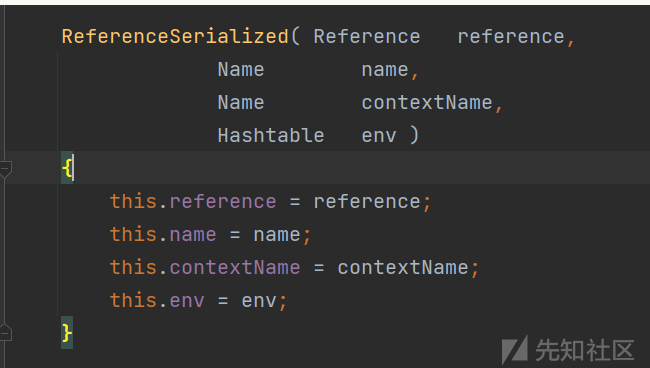 ReferenceSerialized( Reference   reference,
Name        name,
Name        contextName,
Hashtable   env )
{
this.reference = reference;
this.name = name;
this.contextName = contextName;
this.env = env;
}
先知社区